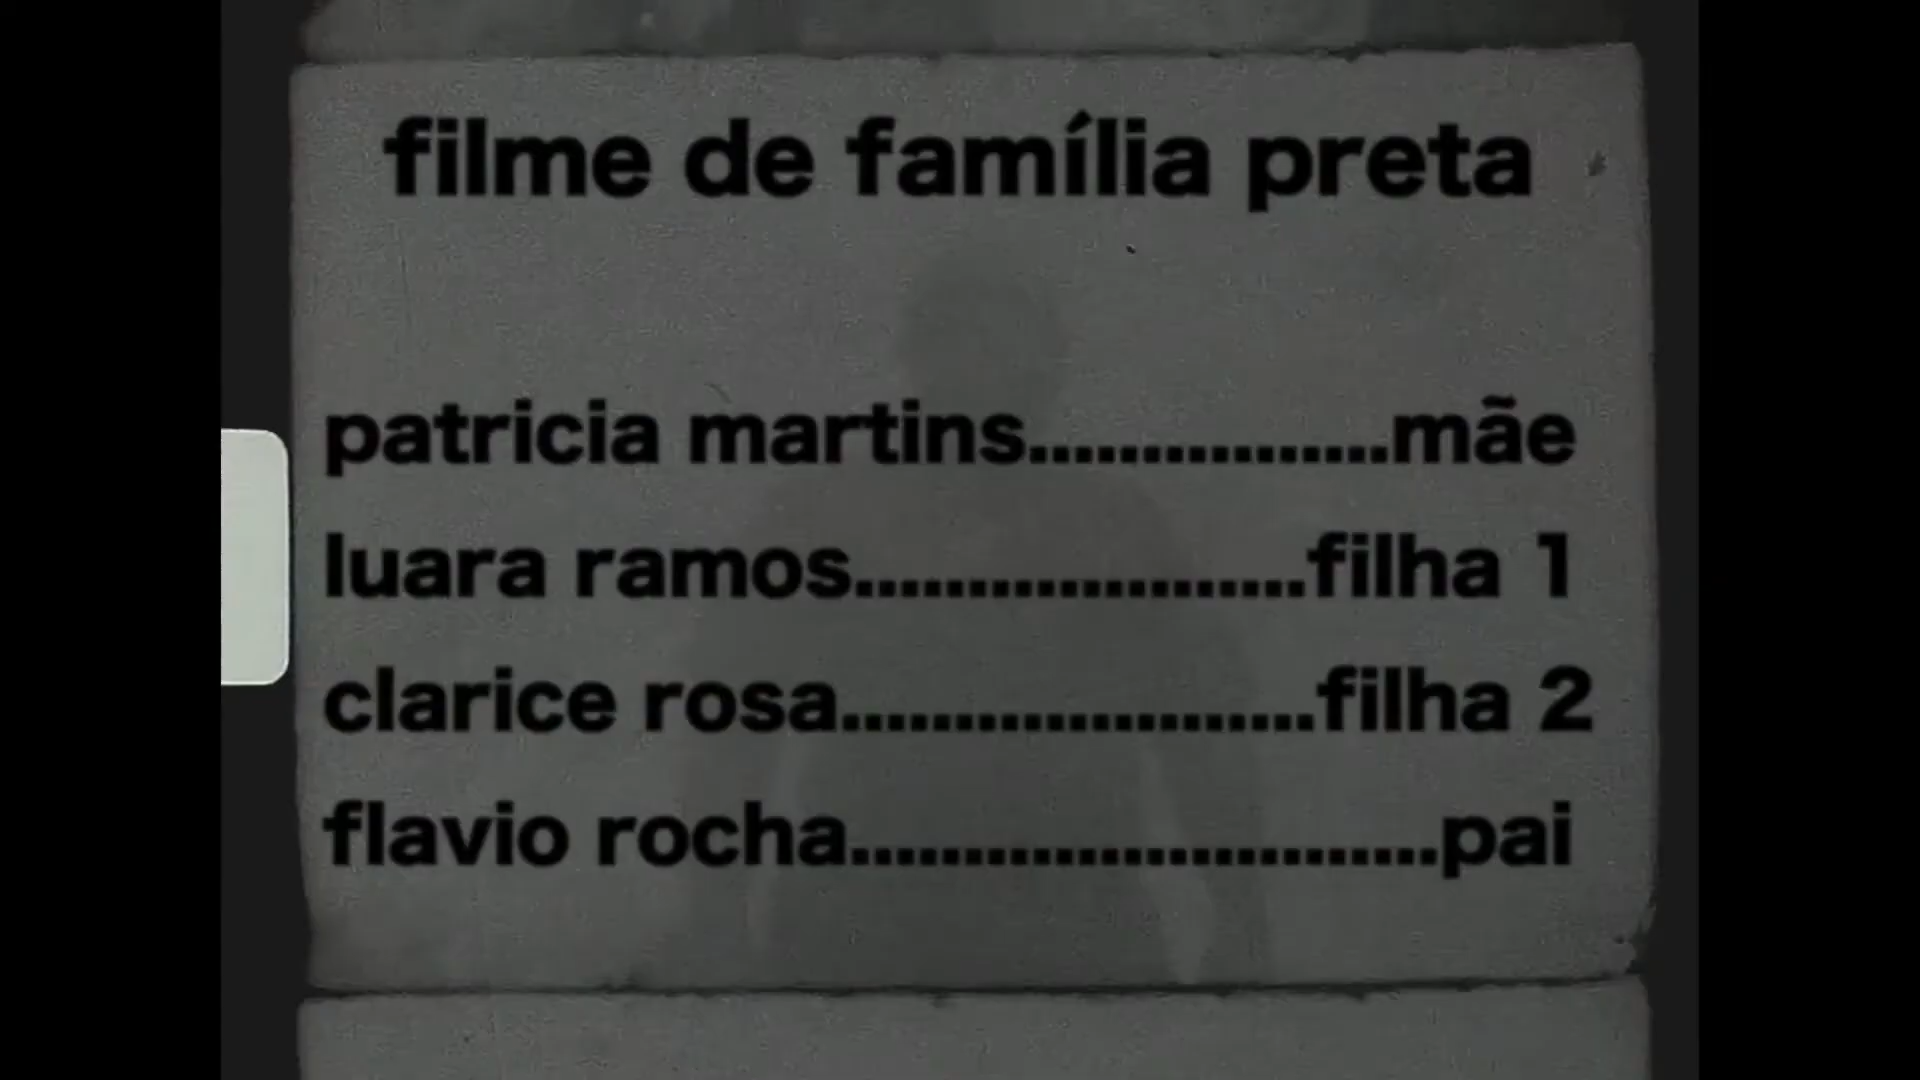 filme de família preta
patricia martins................mãe
luara ramos....................filha 1
clarice rosa.....................filha 2
flavio rocha..........................pai